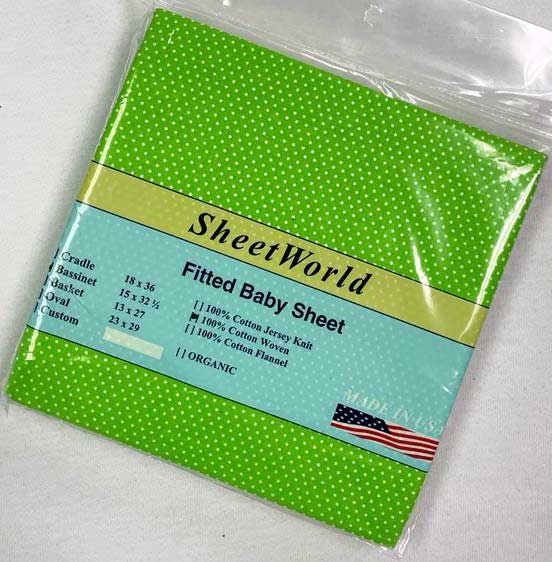 SheetWorld
Fitted Baby Sheet
Cradle 18 x 36
Bassinet 15 x 32 ½
Basket 13 x 27
Oval 23 x 29
Custom
[ ] 100% Cotton Jersey Knit
[■] 100% Cotton Woven
[ ] 100% Cotton Flannel
[ ] ORGANIC
MADE IN USA